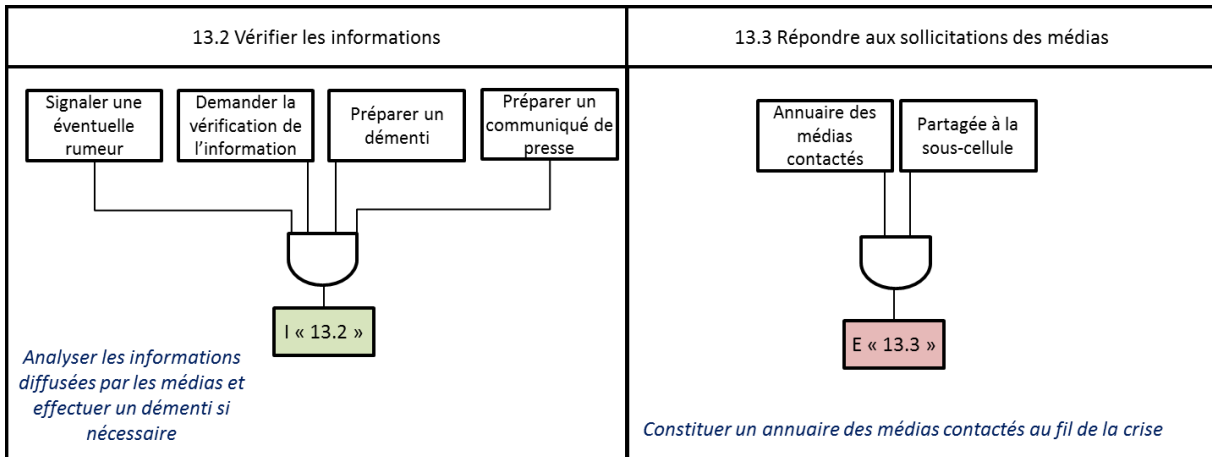 13.2 Vérifier les informations
13.3 Répondre aux sollicitations des médias
Signaler une
éventuelle
rumeur
Demander la
vérification de
l'information
Préparer un
démenti
Préparer un
communiqué de
presse
Annuaire des
médias
contactés
Partagée à la
sous-cellule
I « 13.2 »
E « 13.3 »
Analyser les informations
diffusées par les médias et
effectuer un démenti si
nécessaire
Constituer un annuaire des médias contactés au fil de la crise